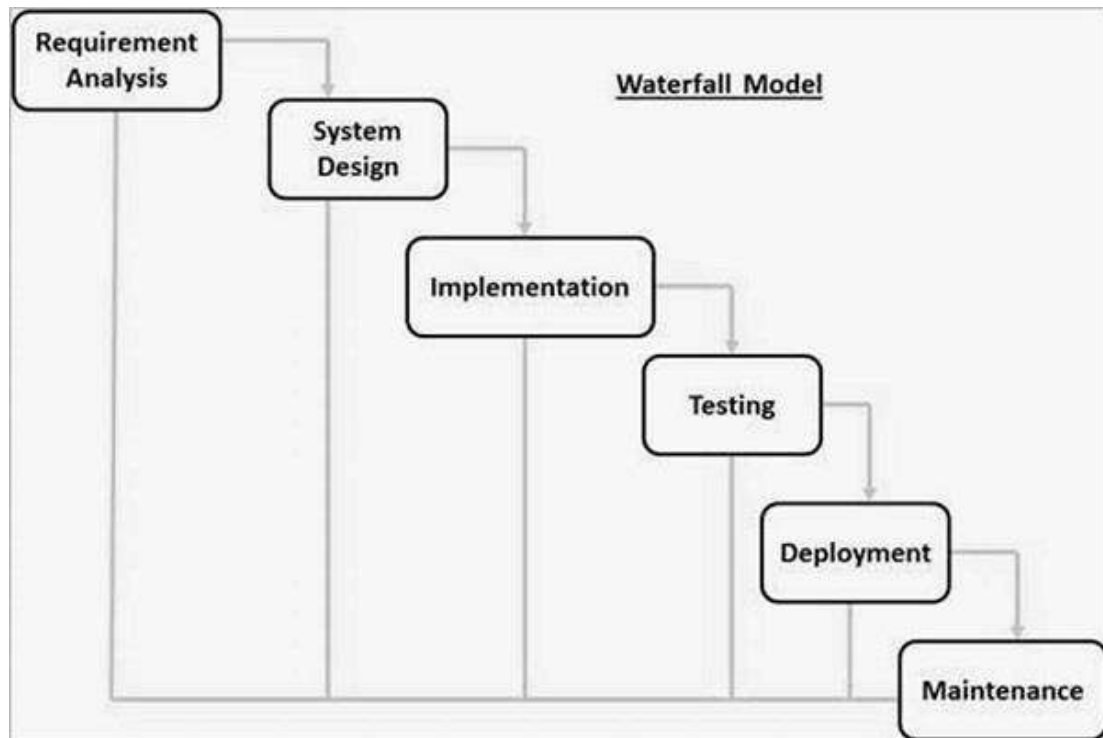 Requirement
Analysis
Waterfall Model
System
Design
Implementation
Testing
Deployment
Maintenance